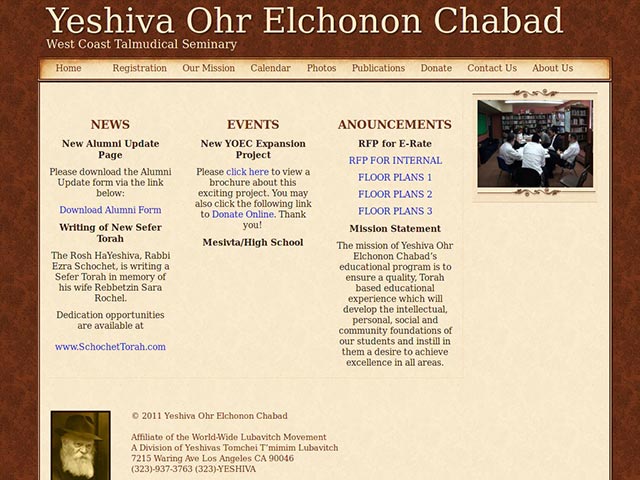 Yeshiva Ohr Elchonon Chabad
West Coast Talmudical Seminary
Home Registration Our Mission Calendar Photos Publications Donate Contact Us About Us
NEWS
New Alumni Update
Page
Please download the Alumni
Update form via the link
below:
Download Alumni Form
Writing of New Sefer
Torah
The Rosh HaYeshiva, Rabbi
Ezra Schochet, is writing a
Sefer Torah in memory of
his wife Rebbetzin Sara
Rochel.
Dedication opportunities
are available at
www.SchochetTorah.com
EVENTS
New YOEC Expansion
Project
Please click here to view a
brochure about this
exciting project. You may
also click the following link
to Donate Online. Thank
you!
Mesivta/High School
ANOUNCEMENTS
RFP for E-Rate
RFP FOR INTERNAL
FLOOR PLANS 1
FLOOR PLANS 2
FLOOR PLANS 3
Mission Statement
The mission of Yeshiva Ohr
Elchonon Chabad's
educational program is to
ensure a quality, Torah
based educational
experience which will
develop the intellectual,
personal, social and
community foundations of
our students and instill in
them a desire to achieve
excellence in all areas.
© 2011 Yeshiva Ohr Elchonon Chabad
Affiliate of the World-Wide Lubavitch Movement
A Division of Yeshivas Tomchei T'mimim Lubavitch
7215 Waring Ave Los Angeles CA 90046
(323)-937-3763 (323)-YESHIVA